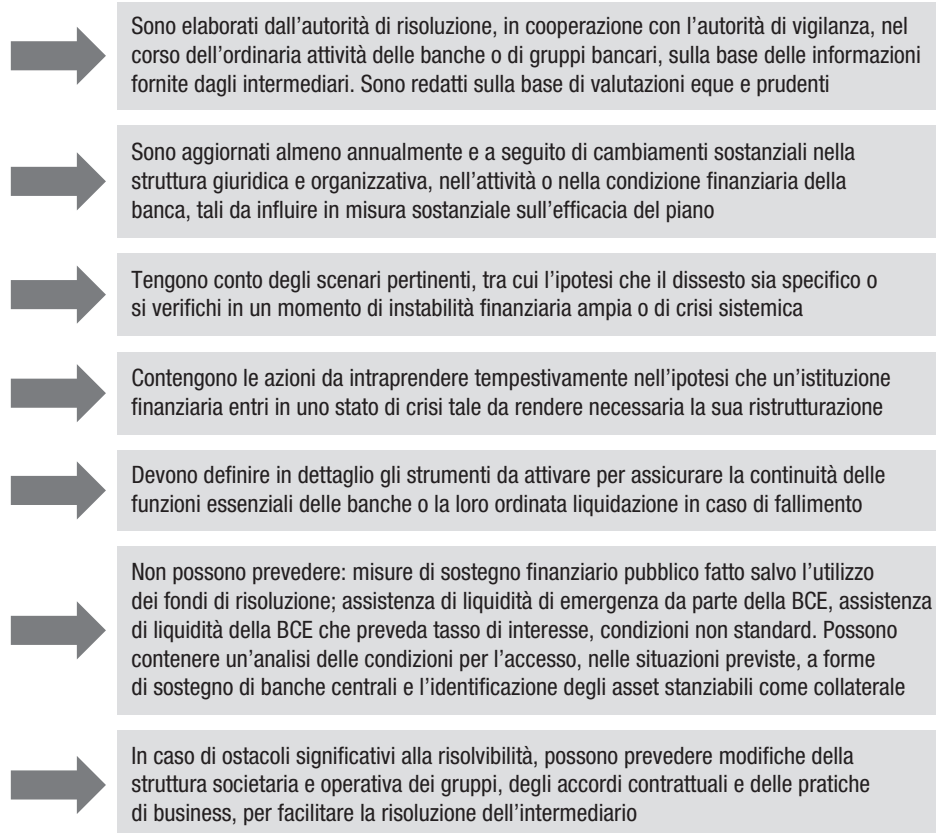 Sono elaborati dall'autorità di risoluzione, in cooperazione con l'autorità di vigilanza, nel
corso dell'ordinaria attività delle banche o di gruppi bancari, sulla base delle informazioni
fornite dagli intermediari. Sono redatti sulla base di valutazioni eque e prudenti
Sono aggiornati almeno annualmente e a seguito di cambiamenti sostanziali nella
struttura giuridica e organizzativa, nell'attività o nella condizione finanziaria della
banca, tali da influire in misura sostanziale sull'efficacia del piano
Tengono conto degli scenari pertinenti, tra cui l'ipotesi che il dissesto sia specifico o
si verifichi in un momento di instabilità finanziaria ampia o di crisi sistemica
Contengono le azioni da intraprendere tempestivamente nell'ipotesi che un'istituzione
finanziaria entri in uno stato di crisi tale da rendere necessaria la sua ristrutturazione
Devono definire in dettaglio gli strumenti da attivare per assicurare la continuità delle
funzioni essenziali delle banche o la loro ordinata liquidazione in caso di fallimento
Non possono prevedere: misure di sostegno finanziario pubblico fatto salvo l'utilizzo
dei fondi di risoluzione; assistenza di liquidità di emergenza da parte della BCE, assistenza
di liquidità della BCE che preveda tasso di interesse, condizioni non standard. Possono
contenere un'analisi delle condizioni per l'accesso, nelle situazioni previste, a forme
di sostegno di banche centrali e l'identificazione degli asset stanziabili come collaterale
In caso di ostacoli significativi alla risolvibilità, possono prevedere modifiche della
struttura societaria e operativa dei gruppi, degli accordi contrattuali e delle pratiche
di business, per facilitare la risoluzione dell'intermediario